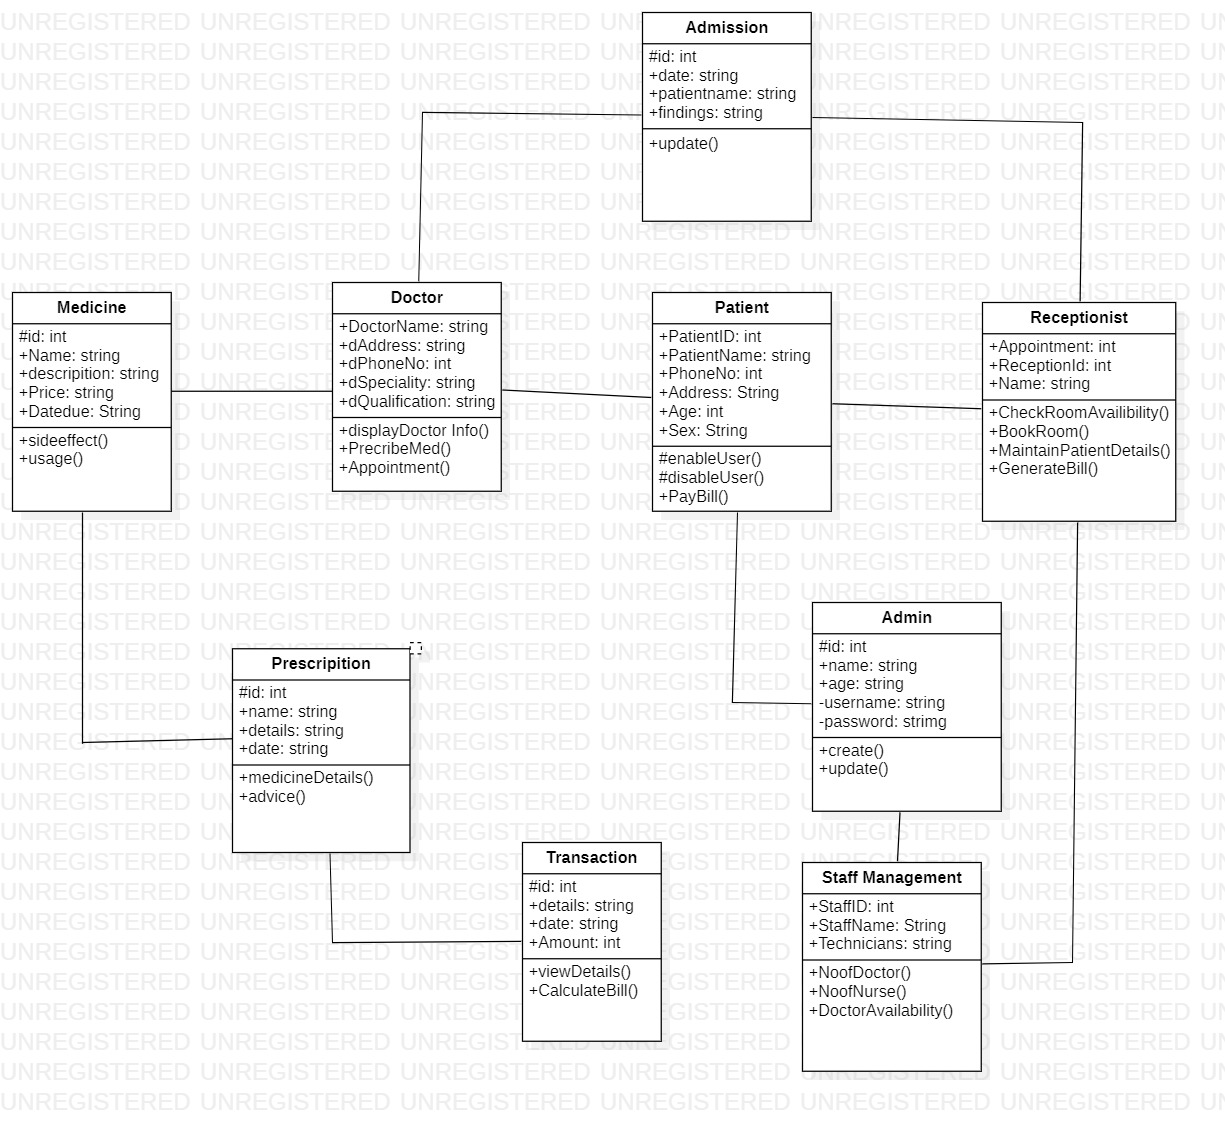 Admission
#id: int
+date: string
+patientname: string
+findings: string
+update()
Medicine
#id: int
+Name: string
+descripition: string
+Price: string
+Datedue: String
+sideeffect()
+usage()
Doctor
+DoctorName: string
+dAddress: string
+dPhoneNo: int
+dSpeciality: string
+dQualification: string
+displayDoctor Info()
+PrecribeMed()
+Appointment()
Patient
+PatientID: int
+PatientName: string
+PhoneNo: int
+Address: String
+Age: int
+Sex: String
#enableUser()
#disableUser()
+PayBill()
Receptionist
+Appointment: int
+ReceptionId: int
+Name: string
+CheckRoomAvailibility()
+BookRoom()
+MaintainPatientDetails()
+GenerateBill()
Admin
#id: int
+name: string
+age: string
-username: string
-password: strimg
+create()
+update()
Prescripition
#id: int
+name: string
+details: string
+date: string
+medicineDetails()
+advice()
Transaction
#id: int
+details: string
+date: string
+Amount: int
+viewDetails()
+CalculateBill()
Staff Management
+StaffID: int
+StaffName: String
+Technicians: string
+NoofDoctor()
+NoofNurse()
+DoctorAvailability()
UNREGISTERED